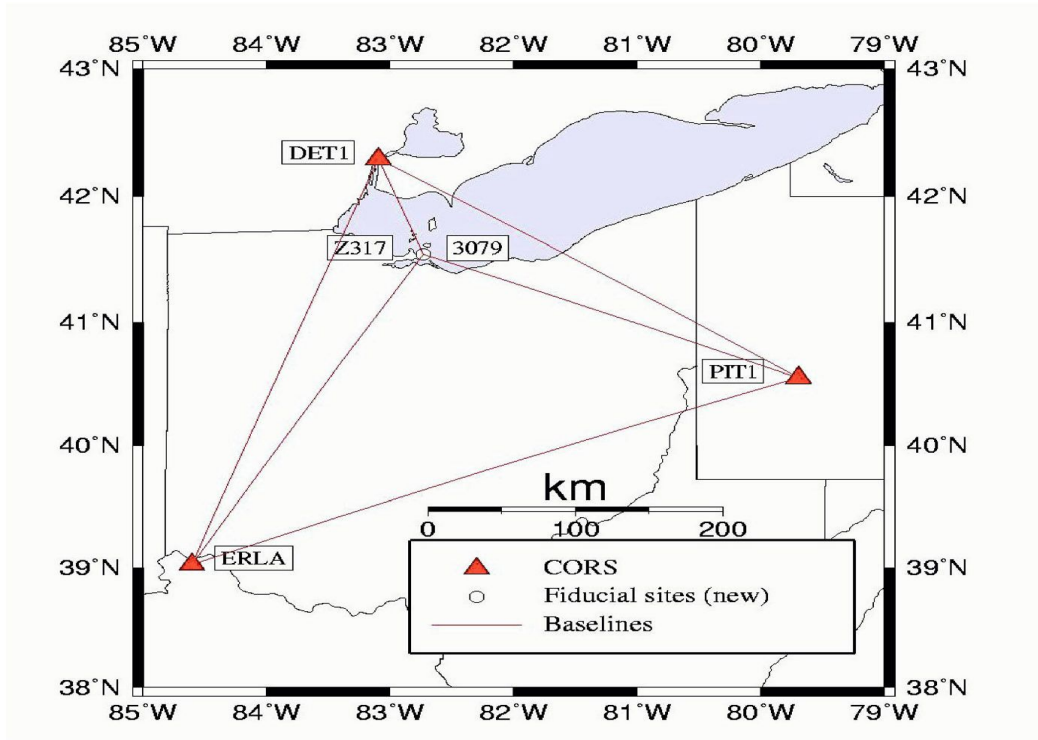 85˚W 84˚W 83˚W 82˚W 81˚W 80˚W 79˚W
43˚N 43˚N
DET1
42˚N 42˚N
Z317 3079
41˚N 41˚N
PIT1
40˚N 40˚N
km
0 100 200
ERLA
39˚N 39˚N
CORS
Fiducial sites (new)
Baselines
38˚N 38˚N
85˚W 84˚W 83˚W 82˚W 81˚W 80˚W 79˚W